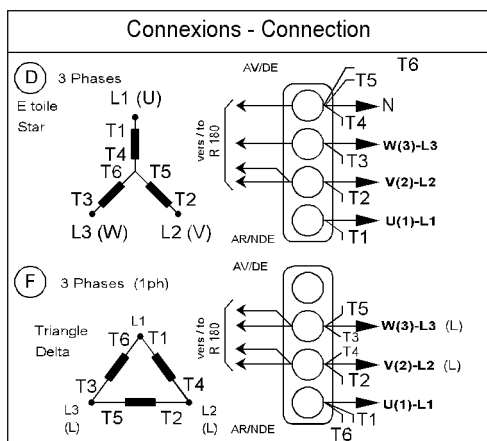 Connexions - Connection
D 3 Phases
E toile
Star
L1 (U)
T1
T4
T6 T5
T3 T2
L3 (W) L2 (V)
AV/DE
T6
T5
N
T4
T3
W(3)-L3
V(2)-L2
T2
U(1)-L1
T1
vers / to
R 180
AR/NDE
F 3 Phases (1ph)
Triangle
Delta
L1
T6 T1
T3 T4
L3 T5 T2 L2
(L) (L)
AV/DE
T5
T3
W(3)-L3 (L)
T4
V(2)-L2 (L)
T2
U(1)-L1
T1
T6
vers / to
R 180
AR/NDE